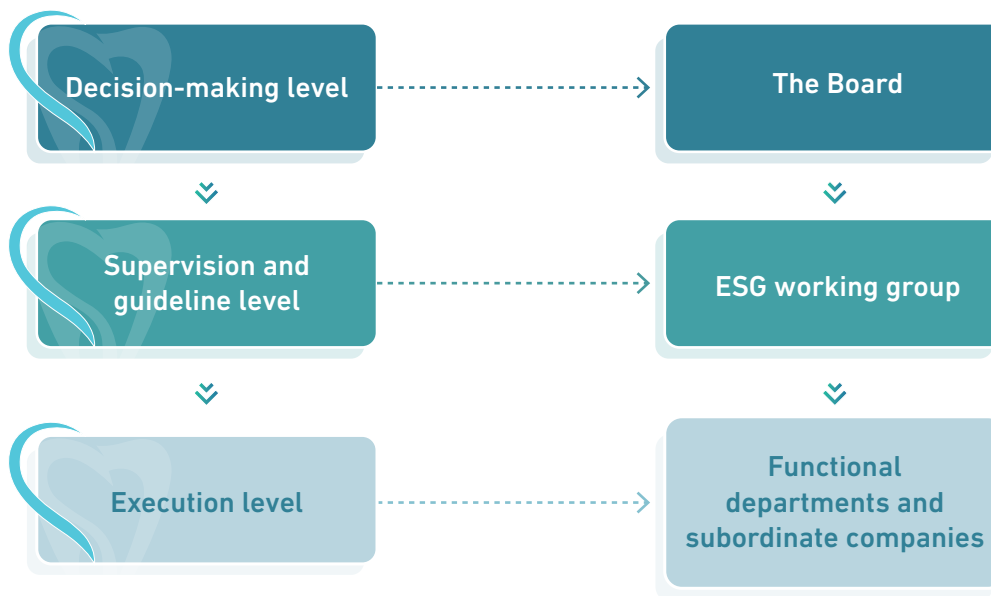 Decision-making level
The Board
Supervision and
guideline level
ESG working group
Execution level
Functional
departments and
subordinate companies